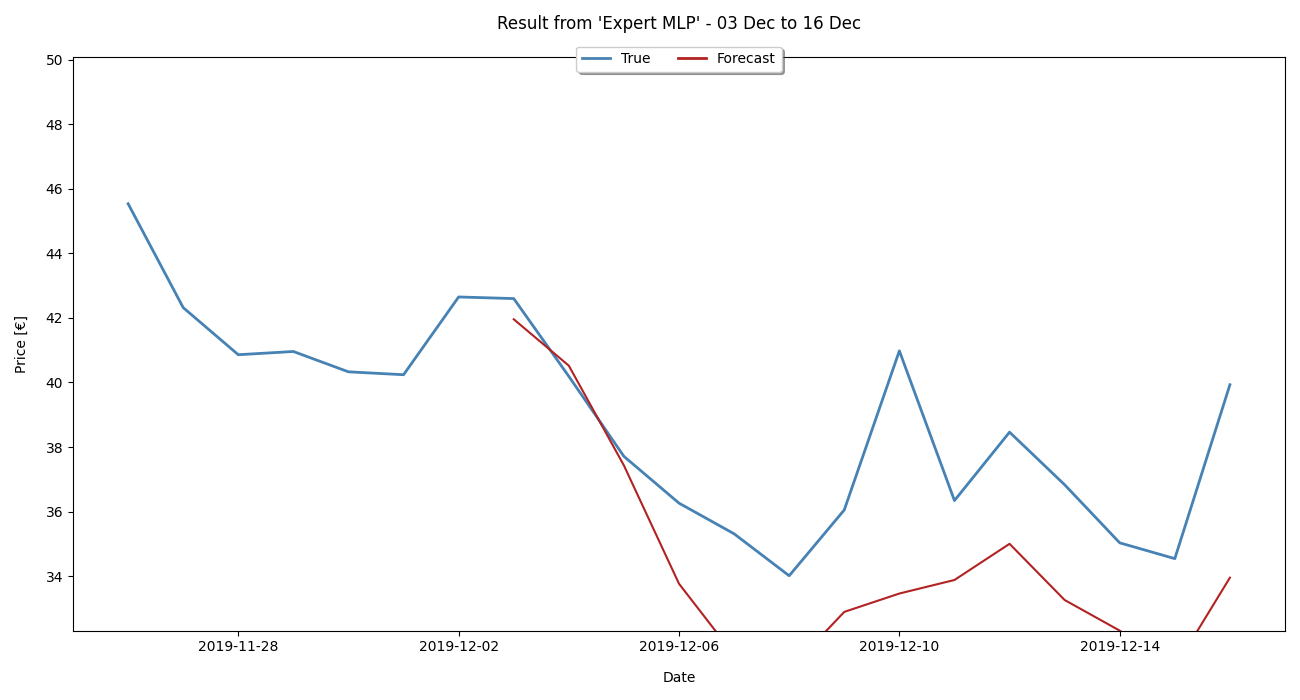 Result from 'Expert MLP' - 03 Dec to 16 Dec
True Forecast
50
48
46
44
42
40
38
36
34
Price [€]
2019-11-28 2019-12-02 2019-12-06 2019-12-10 2019-12-14
Date